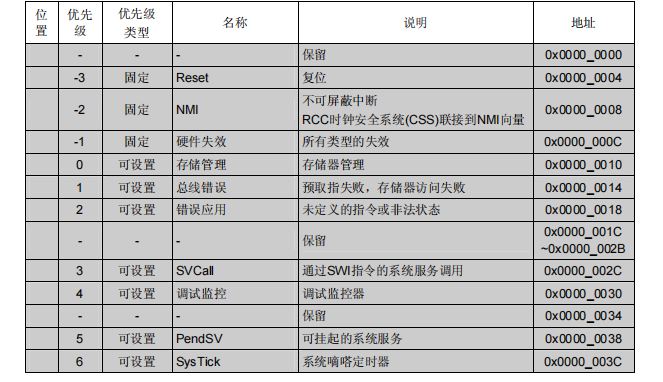 位置 优先级 优先级类型 名称 说明 地址
- - - 保留 0x0000_0000
-3 固定 Reset 复位 0x0000_0004
-2 固定 NMI 不可屏蔽中断 RCC时钟安全系统(CSS)联接到NMI向量 0x0000_0008
-1 固定 硬件失效 所有类型的失效 0x0000_000C
0 可设置 存储管理 存储器管理 0x0000_0010
1 可设置 总线错误 预取指失败，存储器访问失败 0x0000_0014
2 可设置 错误应用 未定义的指令或非法状态 0x0000_0018
- - - 保留 0x0000_001C ~0x0000_002B
3 可设置 SVCall 通过SWI指令的系统服务调用 0x0000_002C
4 可设置 调试监控 调试监控器 0x0000_0030
- - - 保留 0x0000_0034
5 可设置 PendSV 可挂起的系统服务 0x0000_0038
6 可设置 SysTick 系统嘀嗒定时器 0x0000_003C